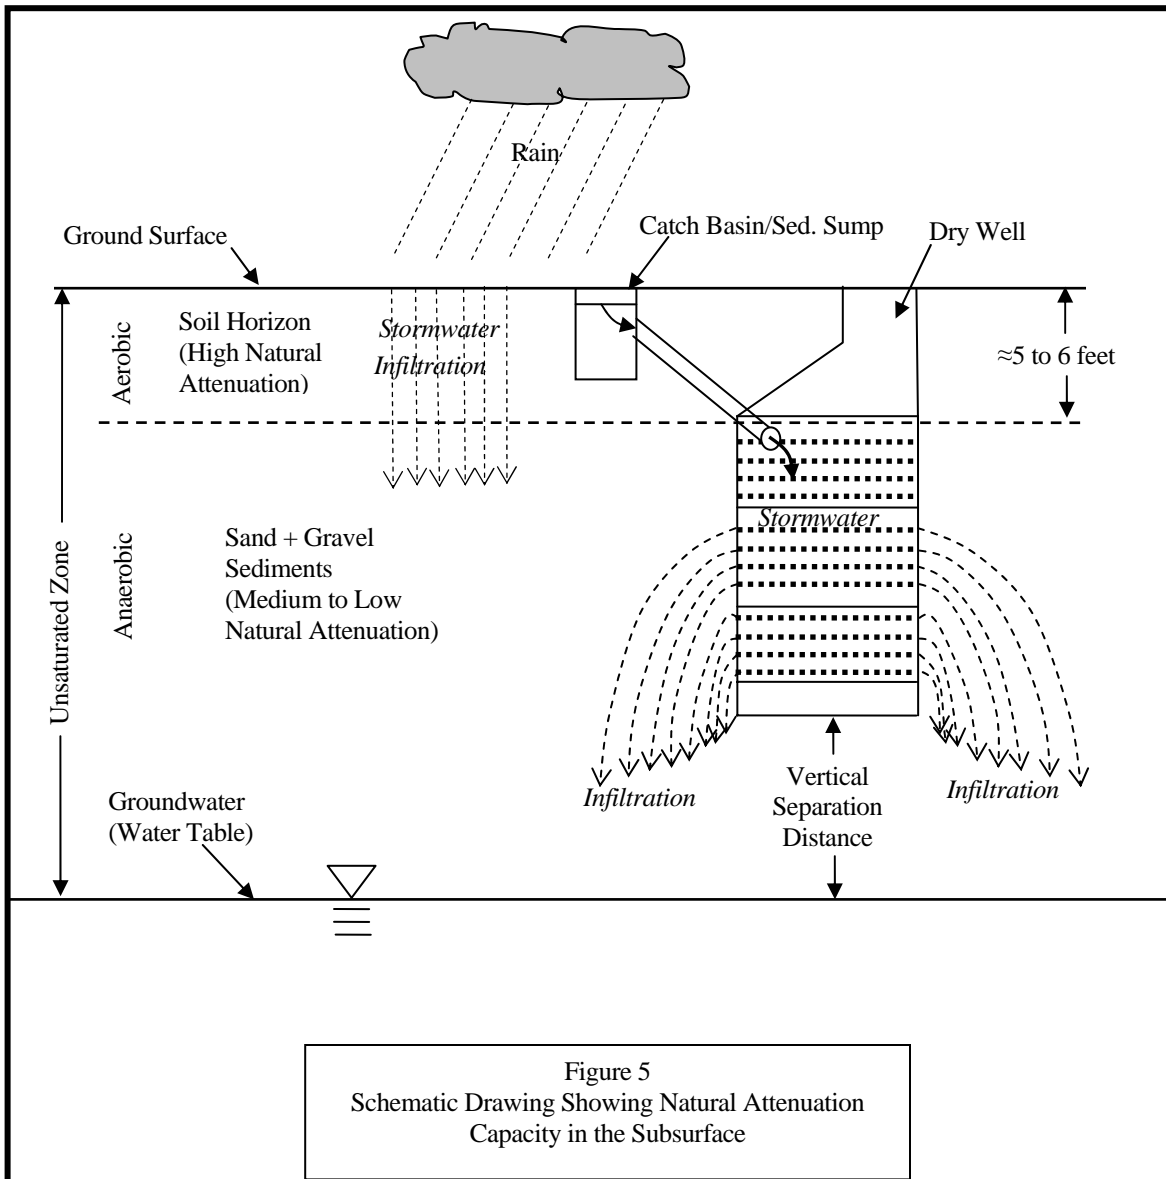 Rain
Catch Basin/Sed. Sump
Dry Well
Ground Surface
Aerobic
Soil Horizon
(High Natural
Attenuation)
Stormwater
Infiltration
≈5 to 6 feet
Unsaturated Zone
Anaerobic
Sand + Gravel
Sediments
(Medium to Low
Natural Attenuation)
Stormwater
Infiltration
Vertical
Separation
Distance
Infiltration
Groundwater
(Water Table)
Figure 5
Schematic Drawing Showing Natural Attenuation
Capacity in the Subsurface